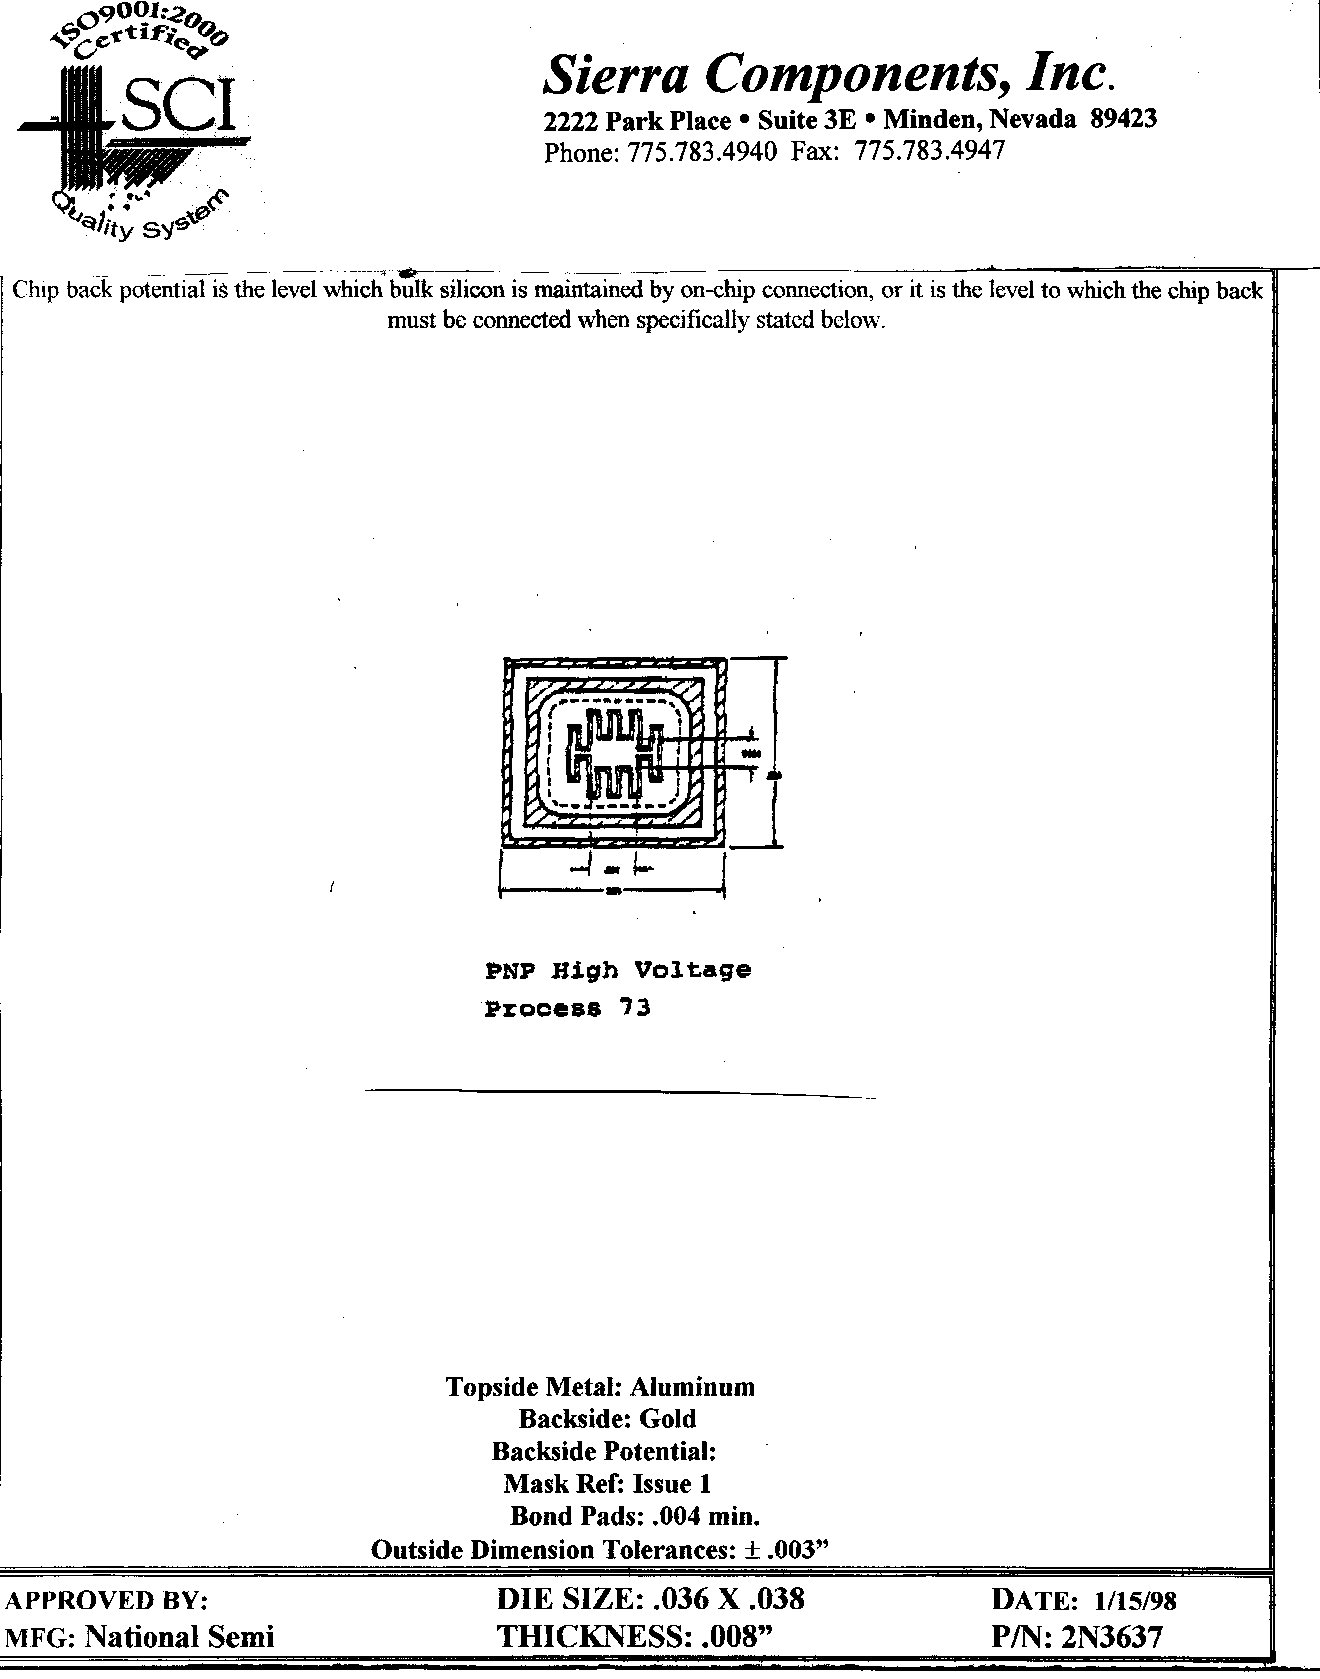 ISO9001:2000
Certified
SCI
Quality System
Sierra Components, Inc.
2222 Park Place • Suite 3E • Minden, Nevada 89423
Phone: 775.783.4940 Fax: 775.783.4947
Chip back potential is the level which bulk silicon is maintained by on-chip connection, or it is the level to which the chip back
must be connected when specifically stated below.
PNP High Voltage
Process 73
Topside Metal: Aluminum
Backside: Gold
Backside Potential:
Mask Ref: Issue 1
Bond Pads: .004 min.
Outside Dimension Tolerances: ± .003”
APPROVED BY: DIE SIZE: .036 X .038 DATE: 1/15/98
MFG: National Semi THICKNESS: .008” P/N: 2N3637